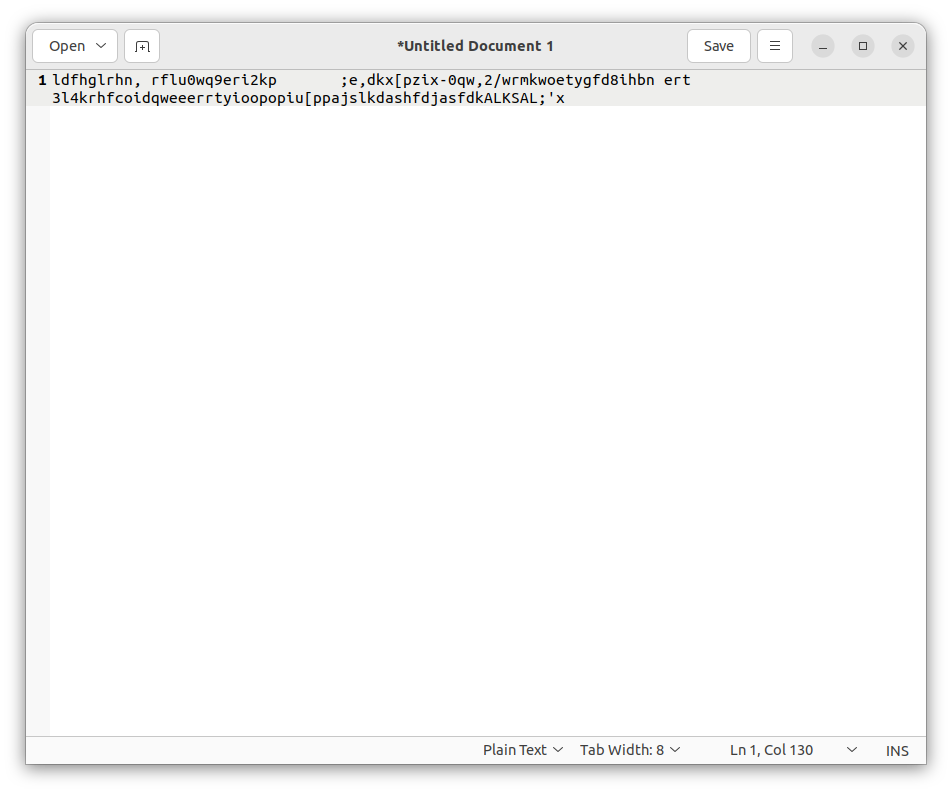 Open
*Untitled Document 1
Save
1 ldfhglrhn, rflu0wq9eri2kp       ;e,dkx[pzix-0qw,2/wrmkwoetygfd8ihbn ert
3l4krhfcoidqweeerrtyioopopiu[ppajslkdashfdjasfdkALKSAL;'x
Plain Text Tab Width: 8 Ln 1, Col 130 INS